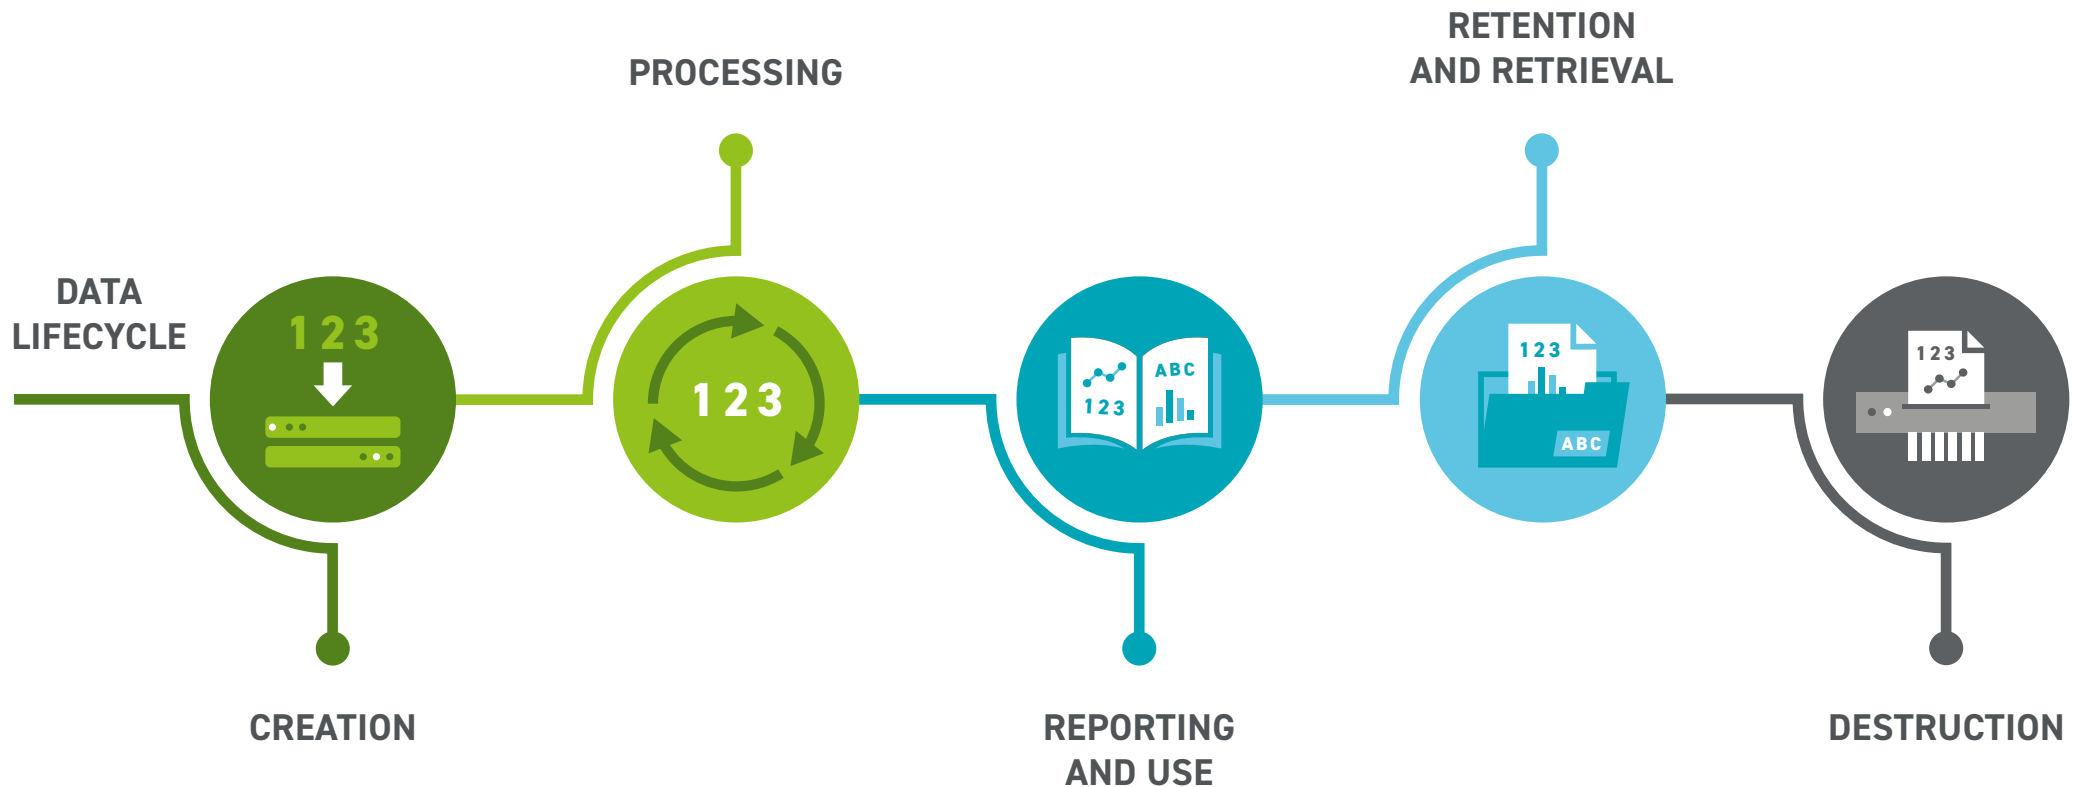 DATA
LIFECYCLE
1 2 3
CREATION
PROCESSING
1 2 3
1 2 3
ABC
REPORTING
AND USE
RETENTION
AND RETRIEVAL
1 2 3
ABC
1 2 3
DESTRUCTION